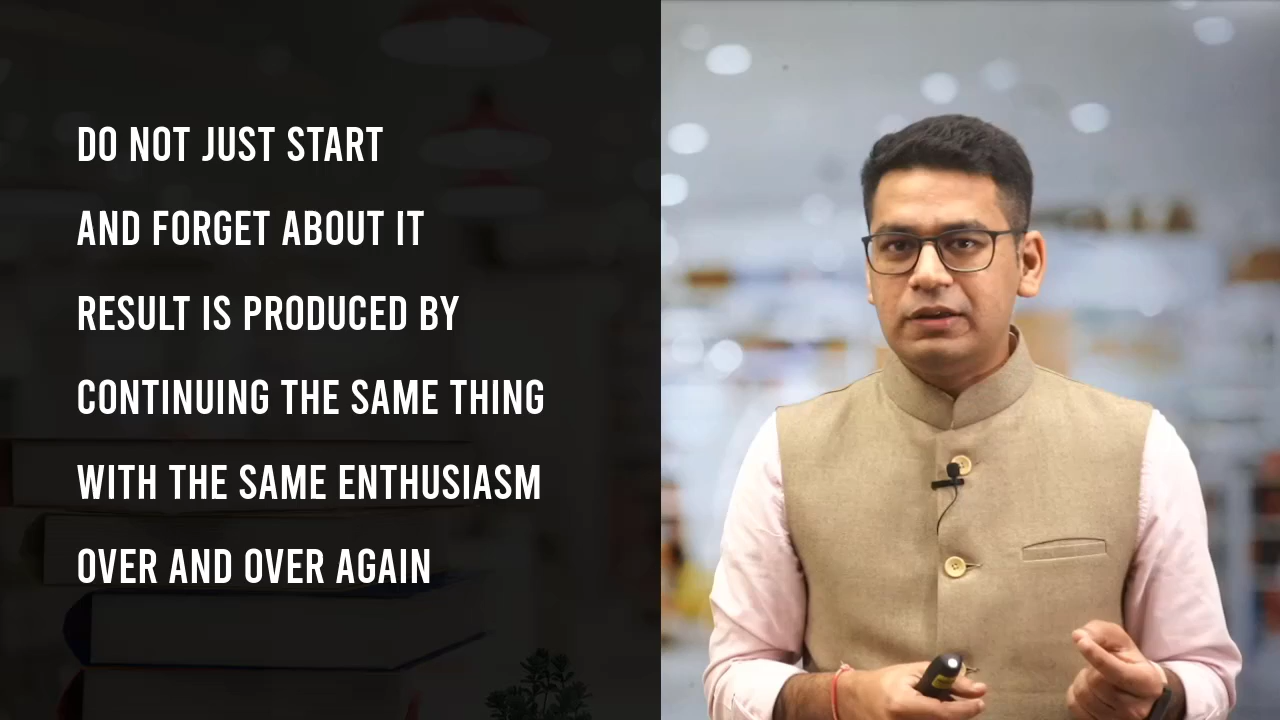 DO NOT JUST START
AND FORGET ABOUT IT
RESULT IS PRODUCED BY
CONTINUING THE SAME THING
WITH THE SAME ENTHUSIASM
OVER AND OVER AGAIN